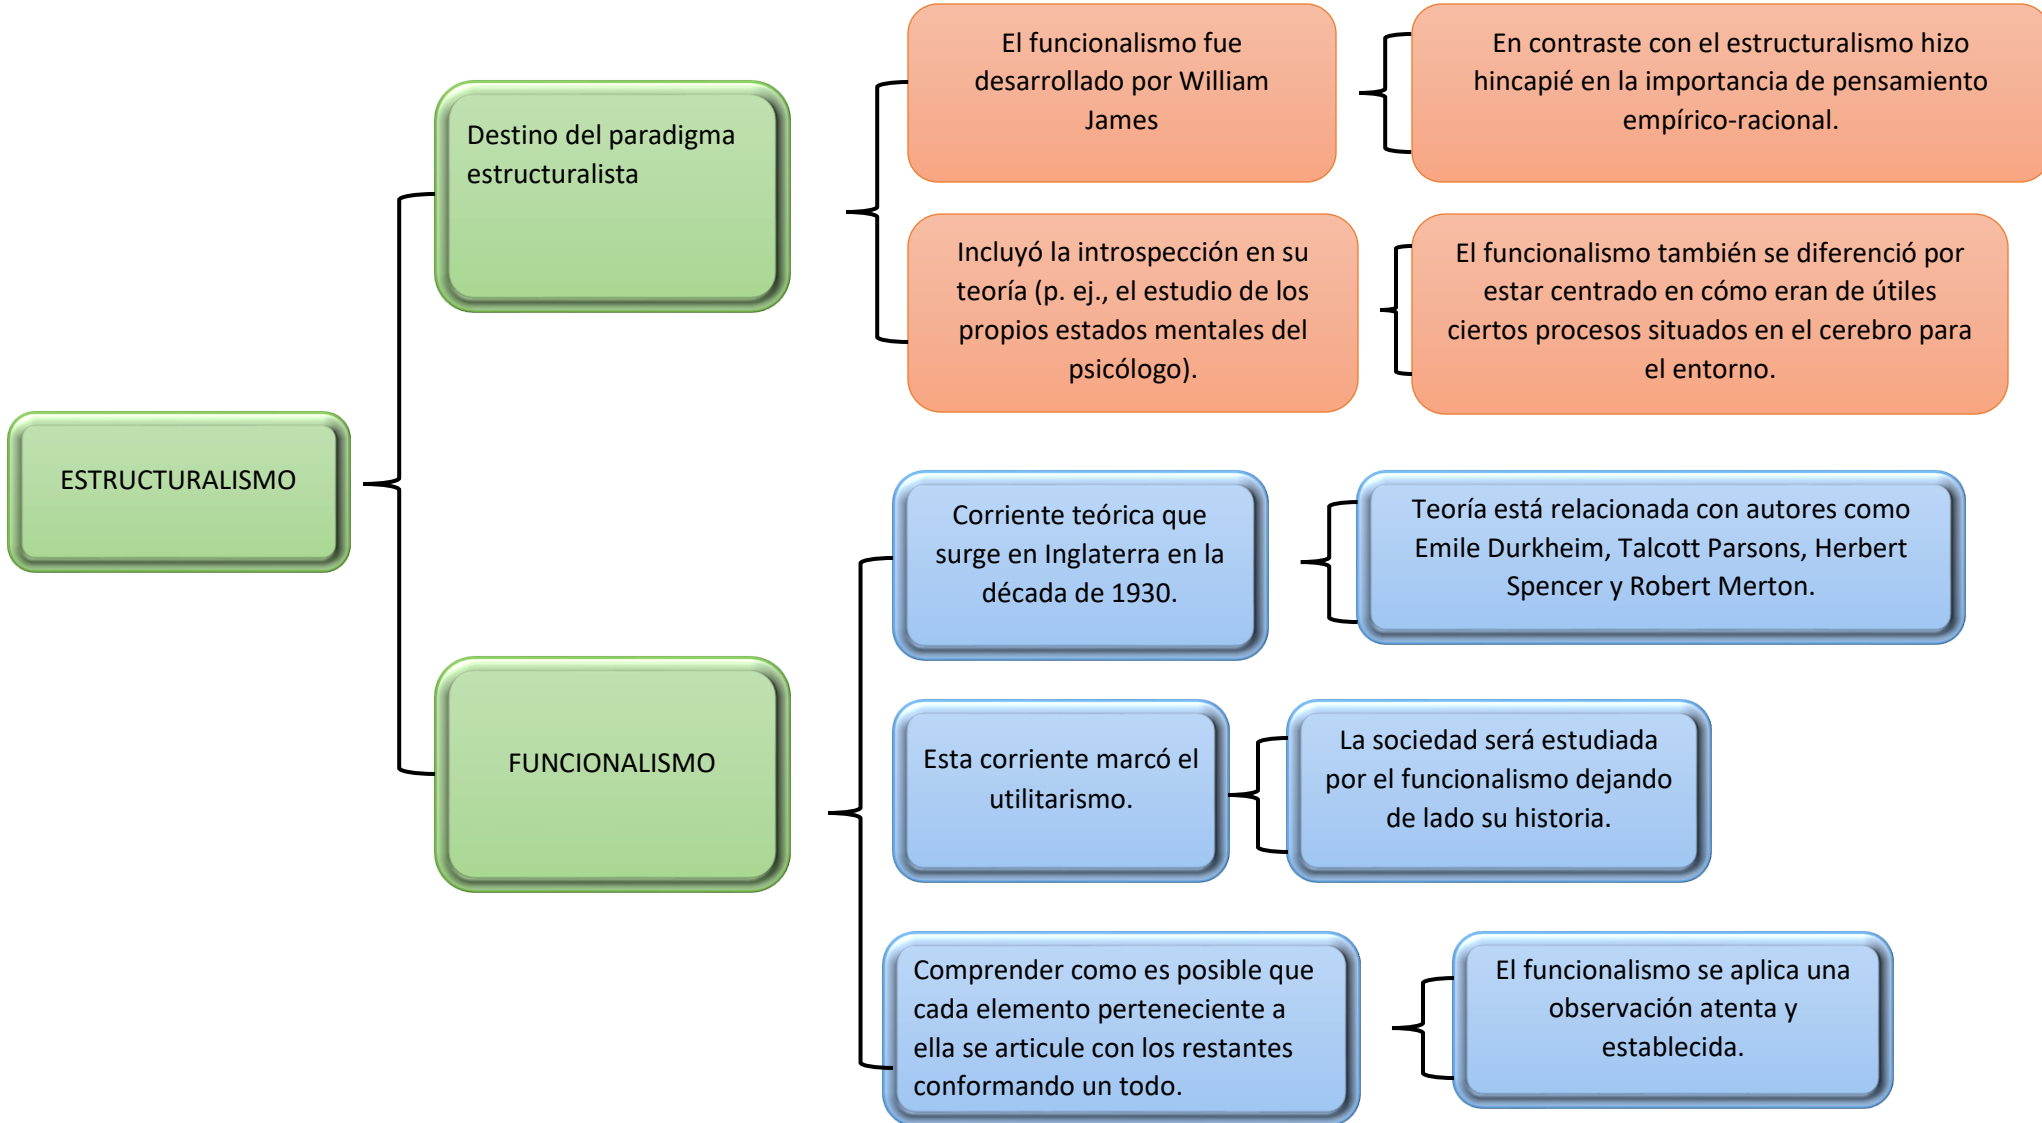 ESTRUCTURALISMO
Destino del paradigma
estructuralista
El funcionalismo fue
desarrollado por William
James
En contraste con el estructuralismo hizo
hincapié en la importancia de pensamiento
empírico-racional.
Incluyó la introspección en su
teoría (p. ej., el estudio de los
propios estados mentales del
psicólogo).
El funcionalismo también se diferenció por
estar centrado en cómo eran de útiles
ciertos procesos situados en el cerebro para
el entorno.
FUNCIONALISMO
Corriente teórica que
surge en Inglaterra en la
década de 1930.
Teoría está relacionada con autores como
Emile Durkheim, Talcott Parsons, Herbert
Spencer y Robert Merton.
Esta corriente marcó el
utilitarismo.
La sociedad será estudiada
por el funcionalismo dejando
de lado su historia.
Comprender como es posible que
cada elemento perteneciente a
ella se articule con los restantes
conformando un todo.
El funcionalismo se aplica una
observación atenta y
establecida.